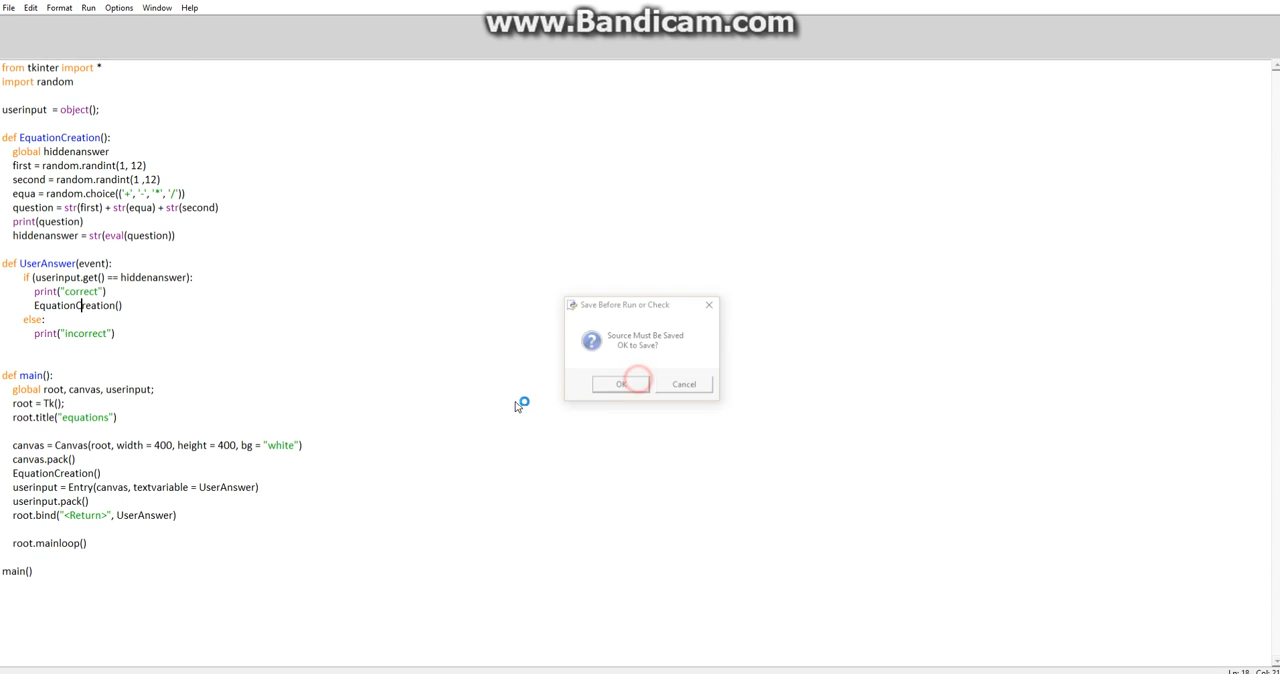 www.Bandicam.com
File Edit Format Run Options Window Help
from tkinter import *
import random
userinput  = object();
def EquationCreation():
global hiddenanswer
first = random.randint(1, 12)
second = random.randint(1 ,12)
equa = random.choice(('+', '-', '*', '/'))
question = str(first) + str(equa) + str(second)
print(question)
hiddenanswer = str(eval(question))
def UserAnswer(event):
if (userinput.get() == hiddenanswer):
print("correct")
EquationCreation()
else:
print("incorrect")
def main():
global root, canvas, userinput;
root = Tk();
root.title("equations")
canvas = Canvas(root, width = 400, height = 400, bg = "white")
canvas.pack()
EquationCreation()
userinput = Entry(canvas, textvariable = UserAnswer)
userinput.pack()
root.bind("<Return>", UserAnswer)
root.mainloop()
main()
Save Before Run or Check
Source Must Be Saved
OK to Save?
OK Cancel
Ln: 18 Col: 21